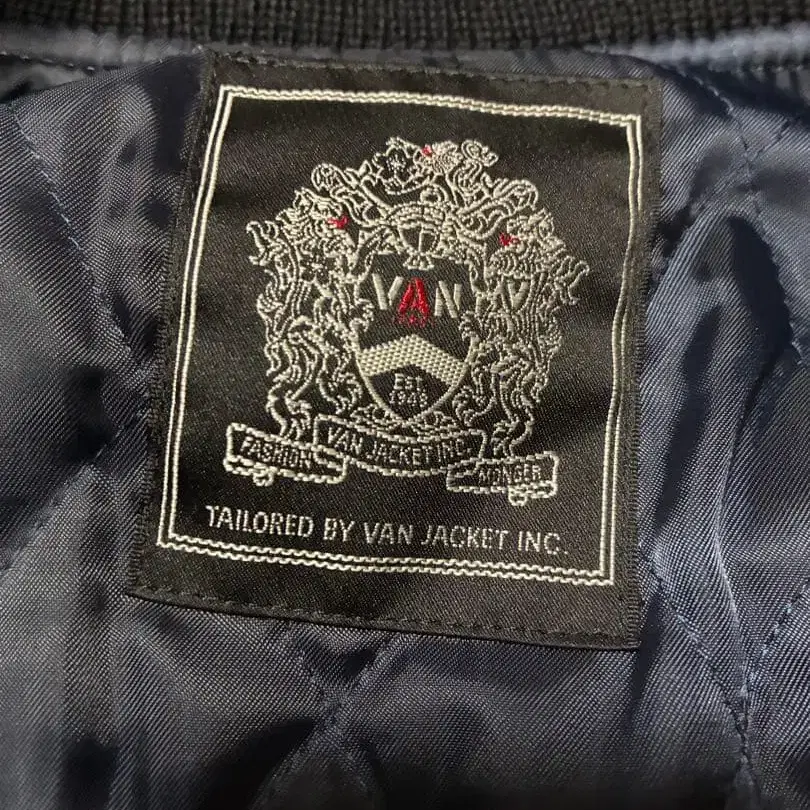 VAN
EST.
1948
FASHION VAN JACKET INC. MONGER
TAILORED BY VAN JACKET INC.